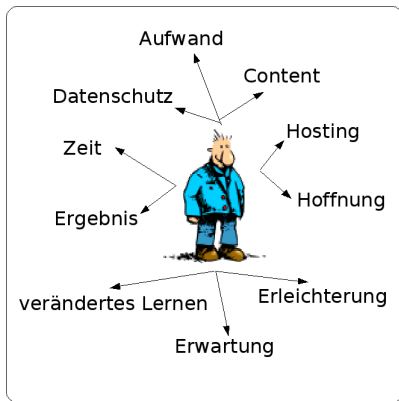 Aufwand
Content
Datenschutz
Hosting
Zeit
Hoffnung
Ergebnis
Erleichterung
verändertes Lernen
Erwartung